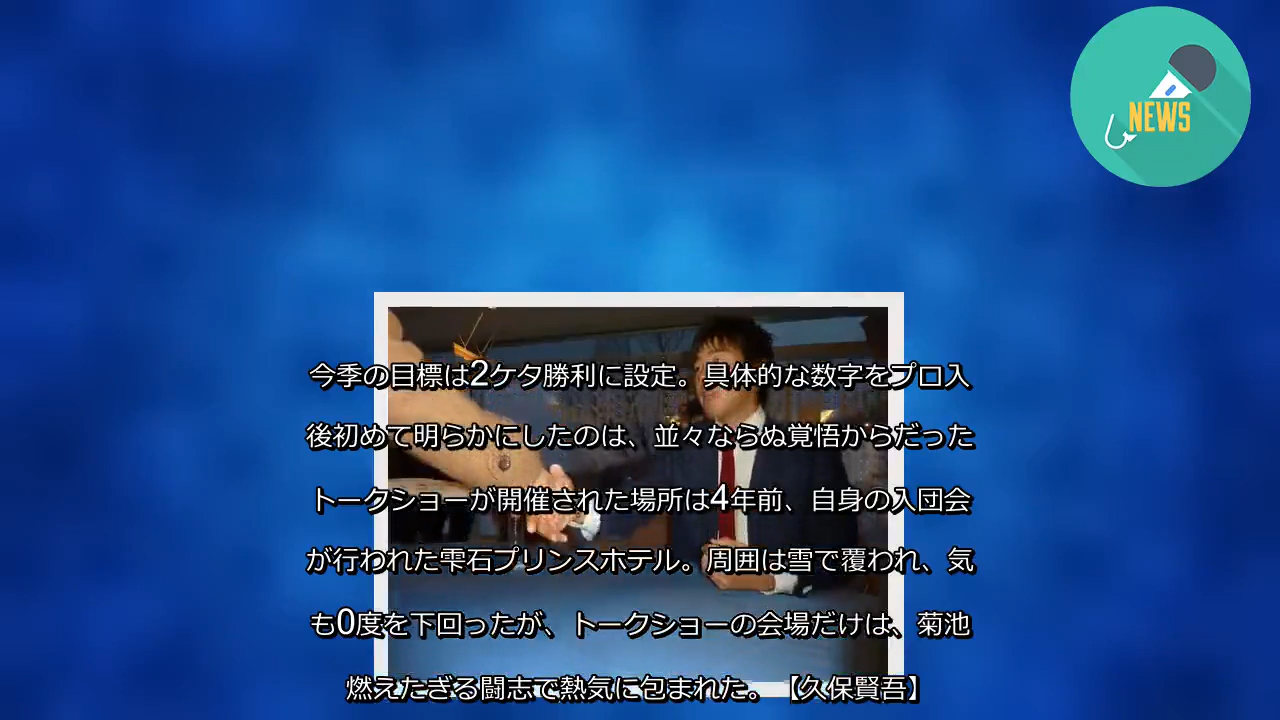 NEWS
今季の目標は2ケタ勝利に設定。具体的な数字をプロ入
後初めて明らかにしたのは、並々ならぬ覚悟からだった
トークショーが開催された場所は4年前、自身の入団会
が行われた雫石プリンスホテル。周囲は雪で覆われ、気
も0度を下回ったが、トークショーの会場だけは、菊池
燃えたぎる闘志で熱気に包まれた。【久保賢吾】